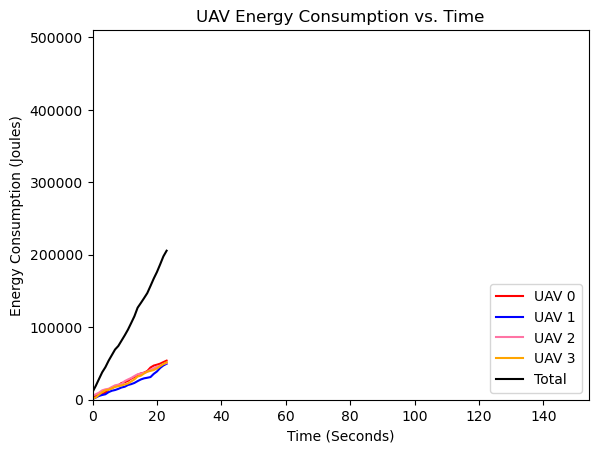 UAV Energy Consumption vs. Time
Energy Consumption (Joules)
500000
400000
300000
200000
100000
0
0 20 40 60 80 100 120 140
Time (Seconds)
UAV 0
UAV 1
UAV 2
UAV 3
Total